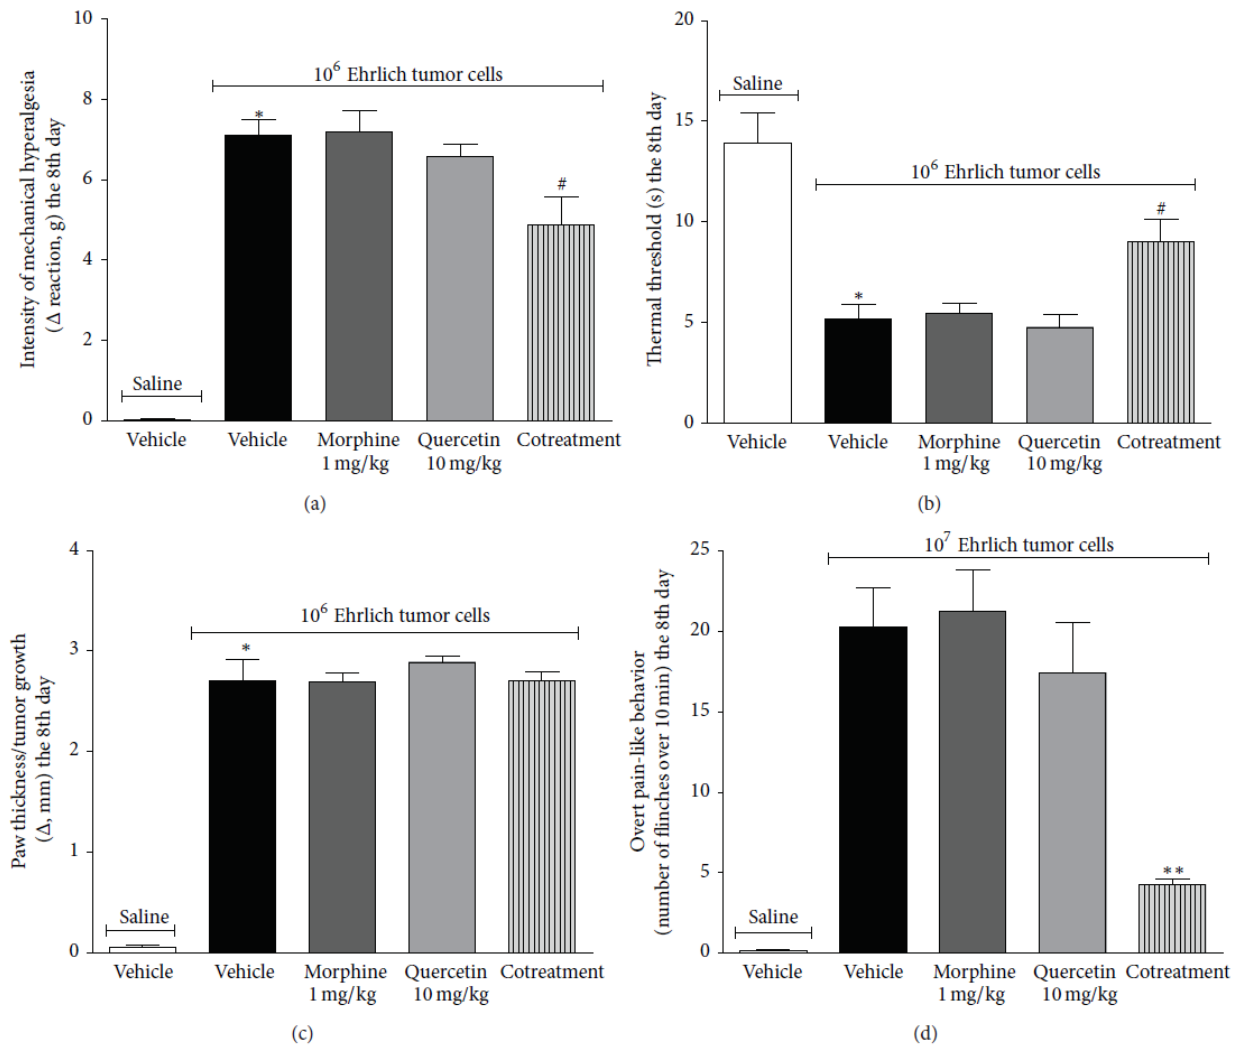 Intensity of mechanical hyperalgesia
(Δ reaction, g) the 8th day
10
8
6
4
2
0
10⁶ Ehrlich tumor cells
*
#
Saline
Vehicle
Vehicle
Morphine
1 mg/kg
Quercetin
10 mg/kg
Cotreatment
(a)
Thermal threshold (s) the 8th day
20
15
10
5
0
Saline
10⁶ Ehrlich tumor cells
*
#
Vehicle
Vehicle
Morphine
1 mg/kg
Quercetin
10 mg/kg
Cotreatment
(b)
Paw thickness/tumor growth
(Δ, mm) the 8th day
4
3
2
1
0
10⁶ Ehrlich tumor cells
*
Saline
Vehicle
Vehicle
Morphine
1 mg/kg
Quercetin
10 mg/kg
Cotreatment
(c)
Overt pain-like behavior
(number of flinches over 10 min) the 8th day
25
20
15
10
5
0
10⁷ Ehrlich tumor cells
**
Saline
Vehicle
Vehicle
Morphine
1 mg/kg
Quercetin
10 mg/kg
Cotreatment
(d)